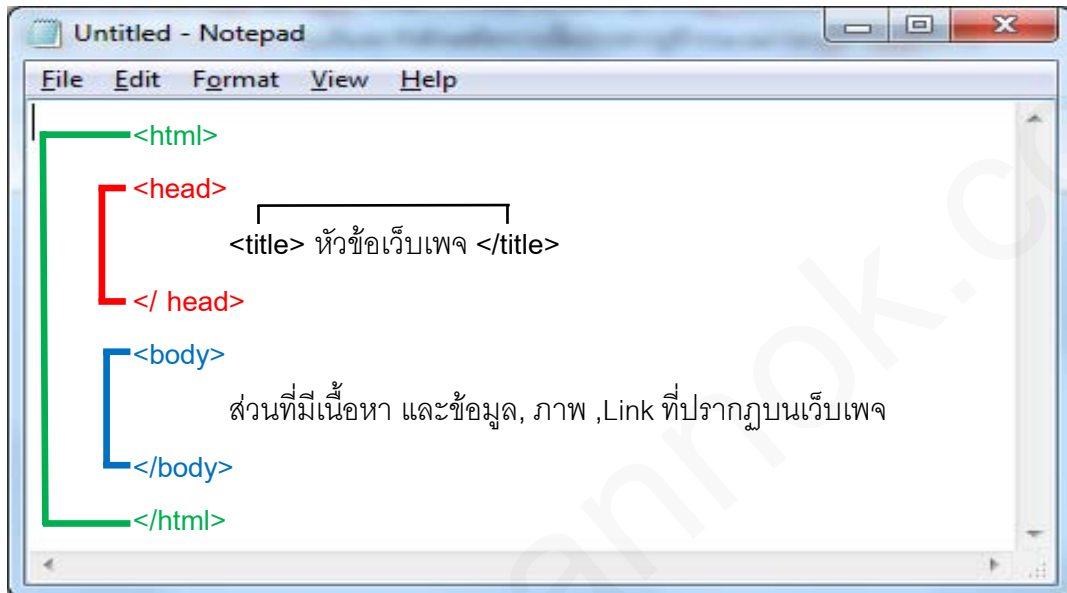 Untitled - Notepad
File Edit Format View Help
<html>
<head>
<title> หัวข้อเว็บเพจ </title>
</ head>
<body>
ส่วนที่มีเนื้อหา และข้อมูล, ภาพ ,Link ที่ปรากฏบนเว็บเพจ
</body>
</html>